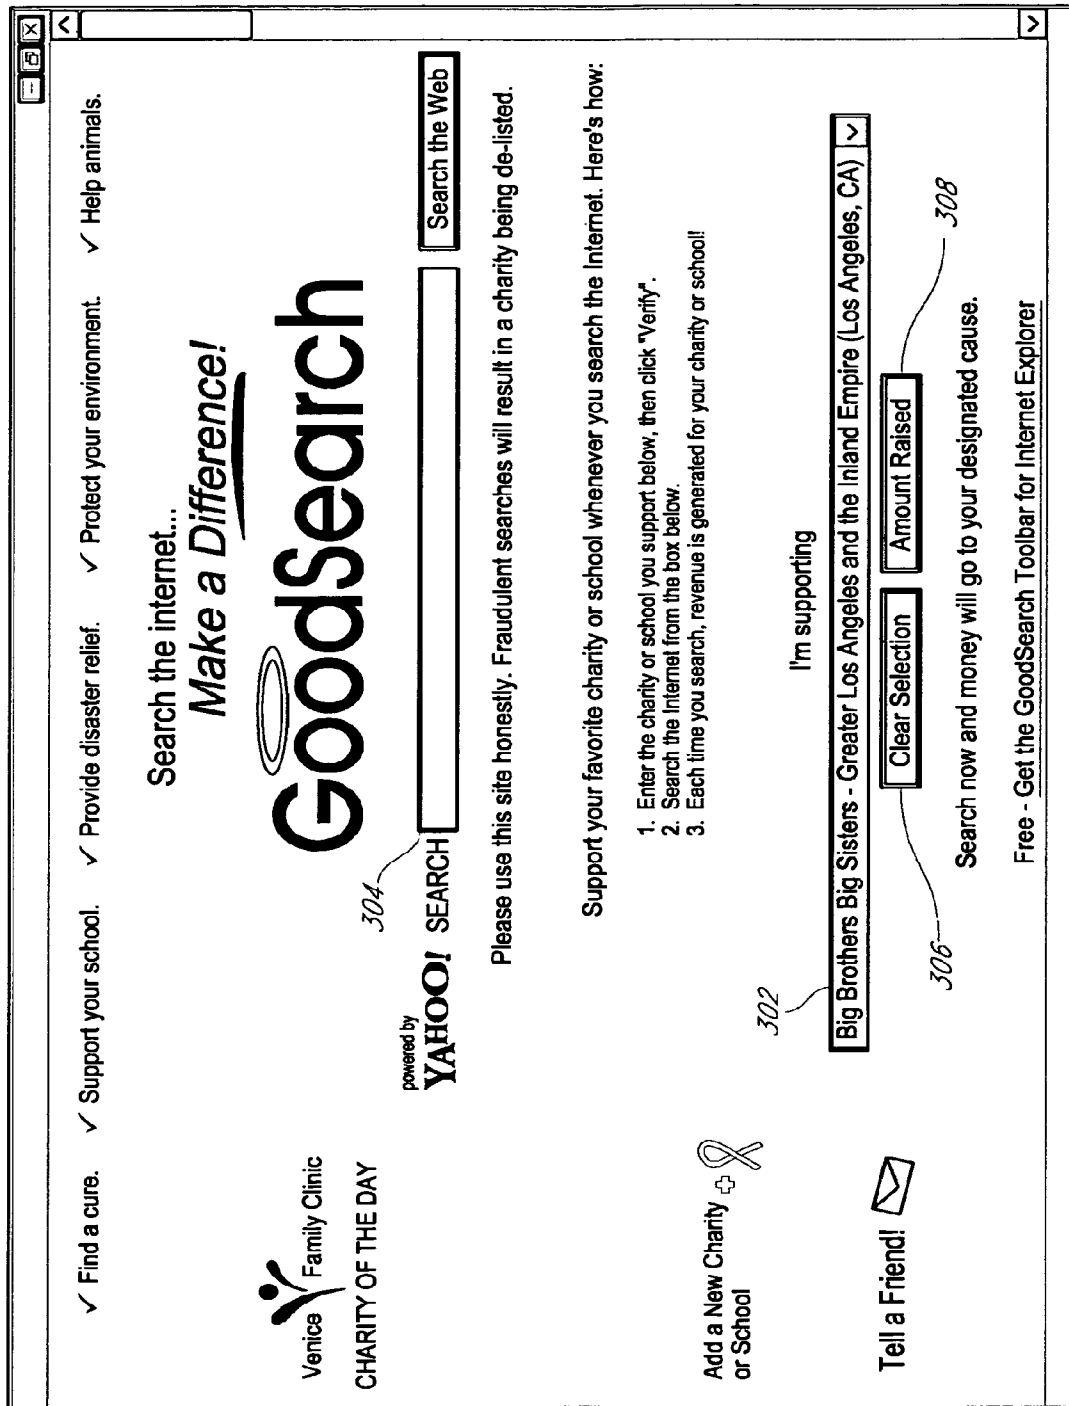 ✓ Find a cure. ✓ Support your school. ✓ Provide disaster relief. ✓ Protect your environment. ✓ Help animals.
Search the internet...
Make a Difference!
GoodSearch
Venice Family Clinic
CHARITY OF THE DAY
304
powered by
YAHOO! SEARCH
Search the Web
Please use this site honestly. Fraudulent searches will result in a charity being de-listed.
Support your favorite charity or school whenever you search the Internet. Here's how:
1. Enter the charity or school you support below, then click "Verify".
2. Search the Internet from the box below.
3. Each time you search, revenue is generated for your charity or school!
Add a New Charity
or School
I'm supporting
302
Big Brothers Big Sisters - Greater Los Angeles and the Inland Empire (Los Angeles, CA)
Tell a Friend!
Clear Selection Amount Raised
306 308
Search now and money will go to your designated cause.
Free - Get the GoodSearch Toolbar for Internet Explorer